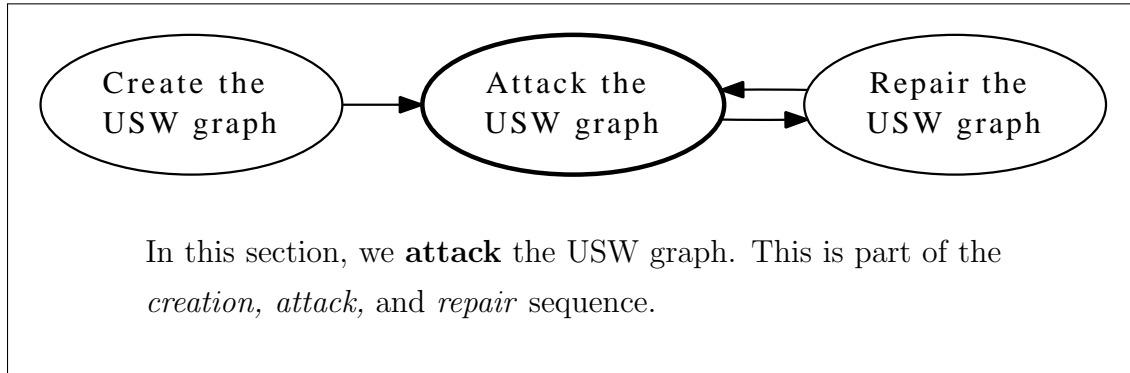 Create the
USW graph
Attack the
USW graph
Repair the
USW graph
In this section, we attack the USW graph. This is part of the
creation, attack, and repair sequence.